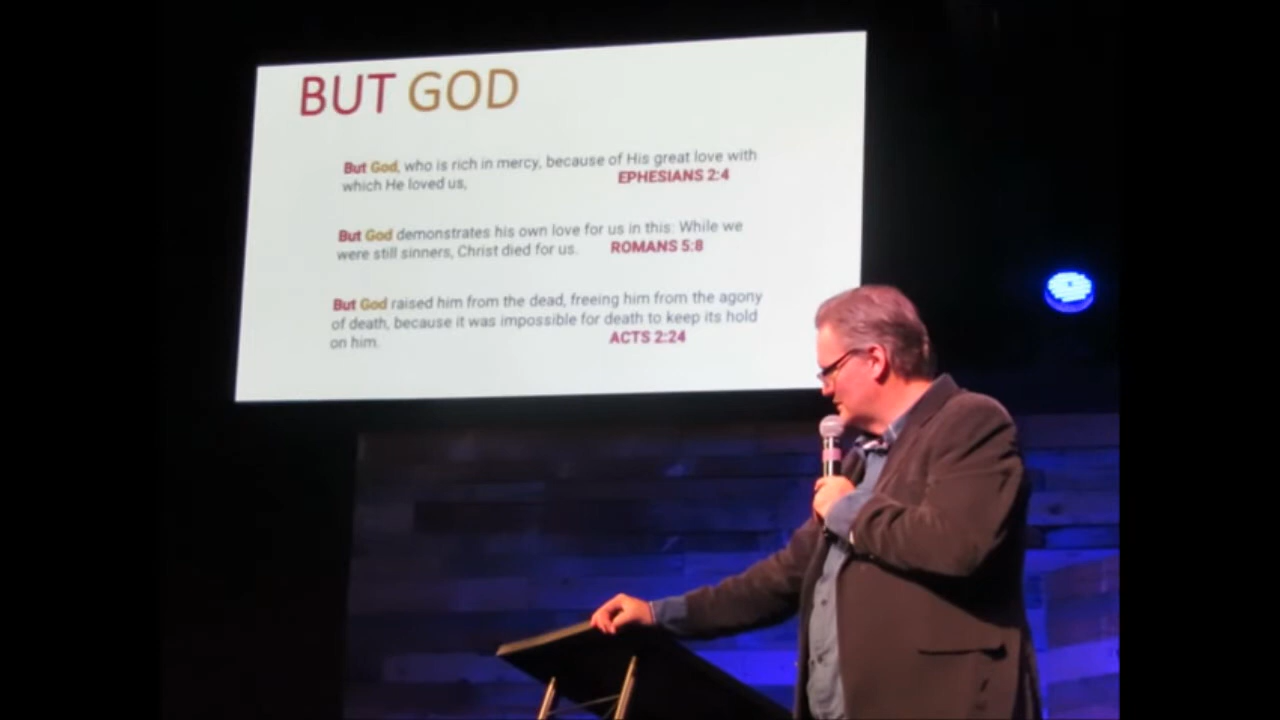 BUT GOD
But God, who is rich in mercy, because of His great love with
which He loved us, EPHESIANS 2:4
But God demonstrates his own love for us in this: While we
were still sinners, Christ died for us. ROMANS 5:8
But God raised him from the dead, freeing him from the agony
of death, because it was impossible for death to keep its hold
on him. ACTS 2:24